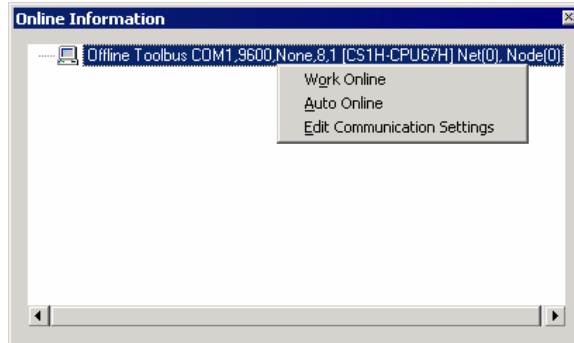 Online Information
Offline Toolbus COM1,9600,None,8,1 [CS1H-CPU67H] Net(0), Node(0)
Work Online
Auto Online
Edit Communication Settings